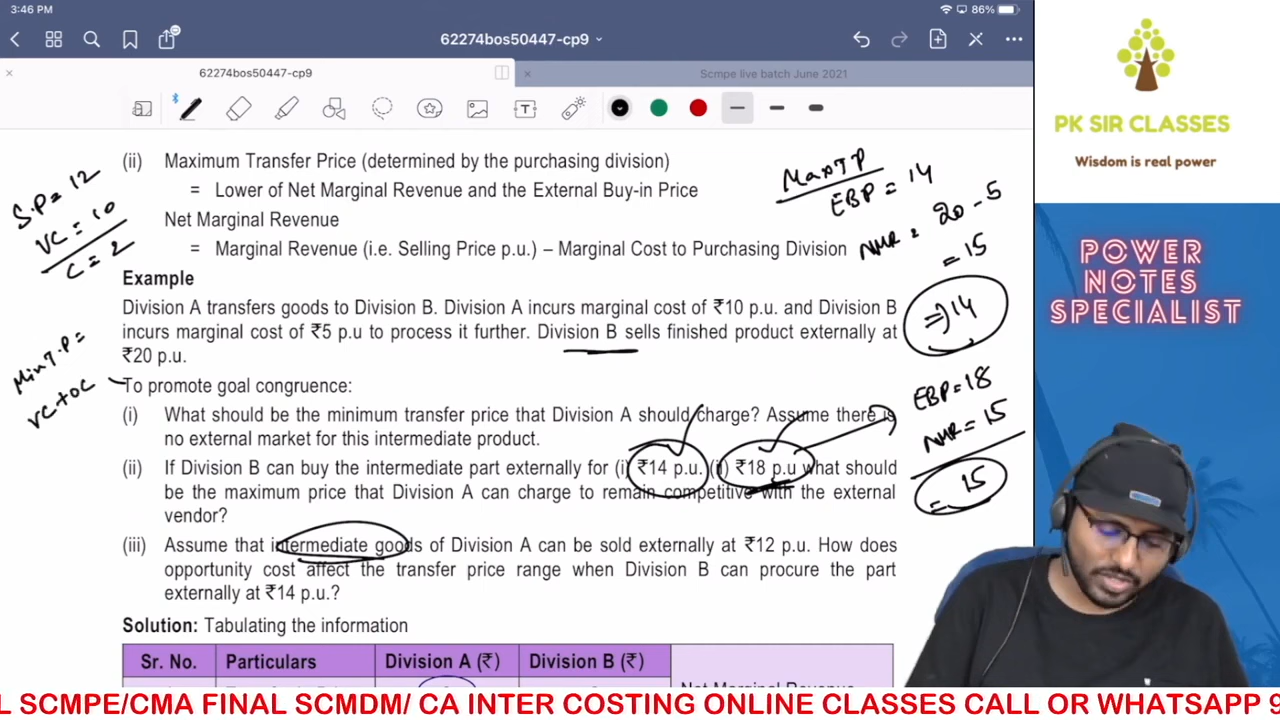 3:46 PM
86%
62274bos50447-cp9
62274bos50447-cp9
Scmpe live batch June 2021
(ii) Maximum Transfer Price (determined by the purchasing division)
= Lower of Net Marginal Revenue and the External Buy-in Price
Net Marginal Revenue
= Marginal Revenue (i.e. Selling Price p.u.) – Marginal Cost to Purchasing Division
Example
Division A transfers goods to Division B. Division A incurs marginal cost of ₹10 p.u. and Division B
incurs marginal cost of ₹5 p.u to process it further. Division B sells finished product externally at
₹20 p.u.
To promote goal congruence:
(i) What should be the minimum transfer price that Division A should charge? Assume there is
no external market for this intermediate product.
(ii) If Division B can buy the intermediate part externally for (i) ₹14 p.u. (ii) ₹18 p.u what should
be the maximum price that Division A can charge to remain competitive with the external
vendor?
(iii) Assume that intermediate goods of Division A can be sold externally at ₹12 p.u. How does
opportunity cost affect the transfer price range when Division B can procure the part
externally at ₹14 p.u.?
Solution: Tabulating the information
Sr. No. Particulars Division A (₹) Division B (₹)
S.P = 12
VC = 10
C = 2
Min T.P =
VC + OC
Max T P
EBP = 14
NMR = 20 - 5
= 15
=> 14
EBP = 18
NMR = 15
= 15
PK SIR CLASSES
Wisdom is real power
POWER
NOTES
SPECIALIST
L SCMPE/CMA FINAL SCMDM/ CA INTER COSTING ONLINE CLASSES CALL OR WHATSAPP 9